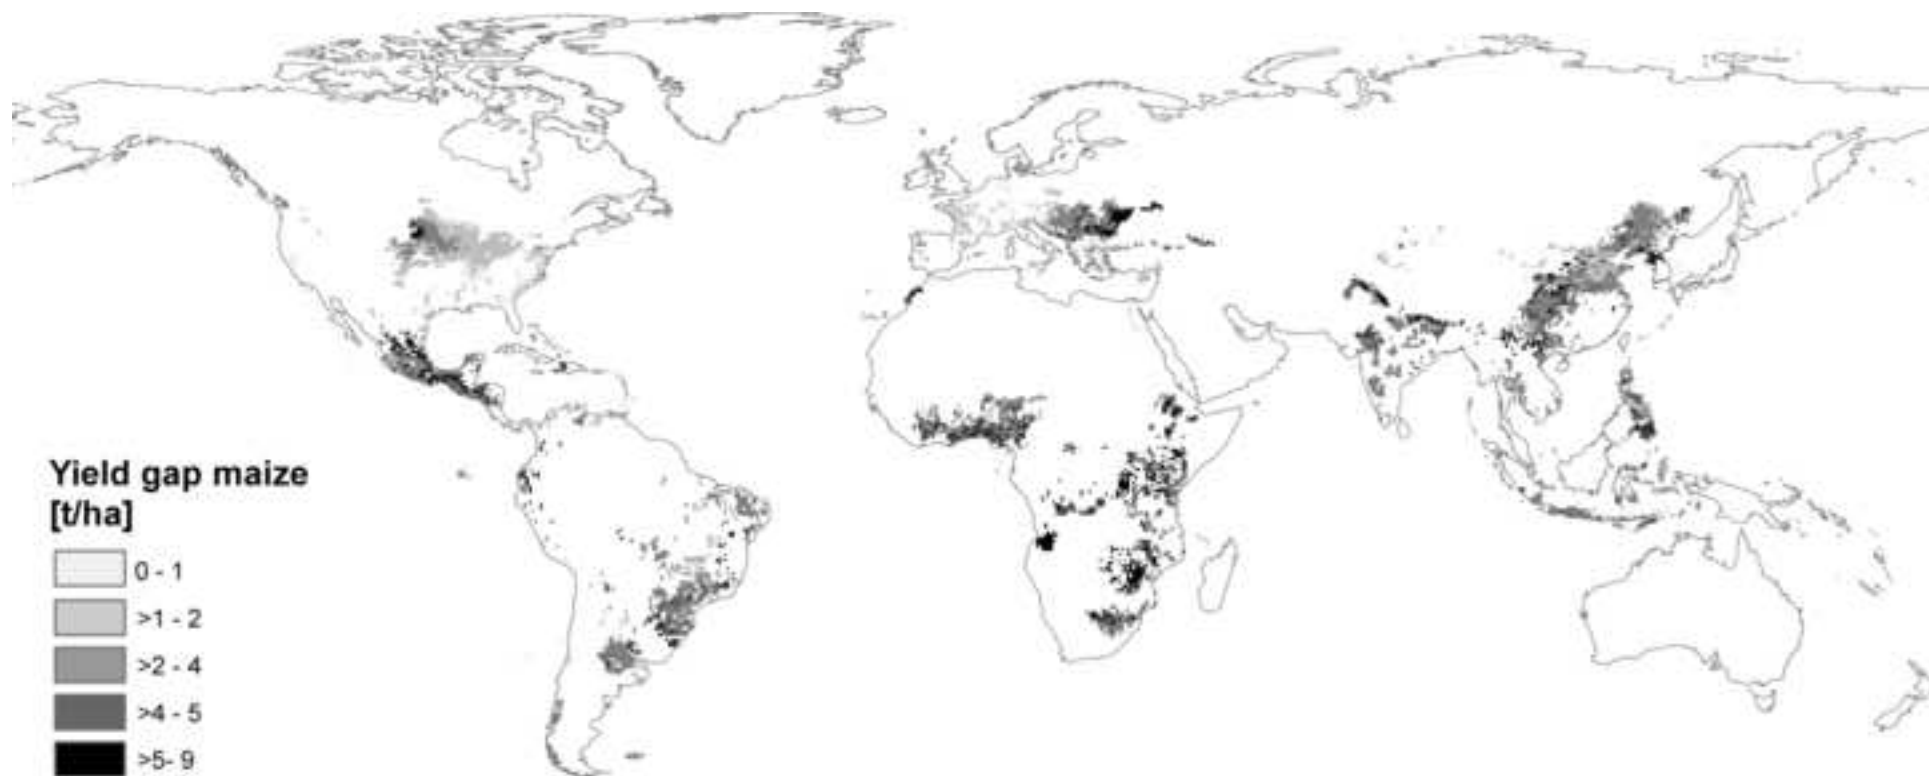 Yield gap maize
[t/ha]
0 - 1
>1 - 2
>2 - 4
>4 - 5
>5- 9